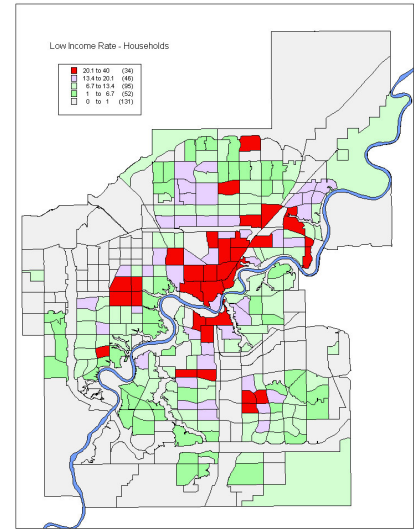 Low Income Rate - Households
20.1 to 40 (34)
13.4 to 20.1 (46)
6.7 to 13.4 (95)
1 to 6.7 (52)
0 to 1 (131)